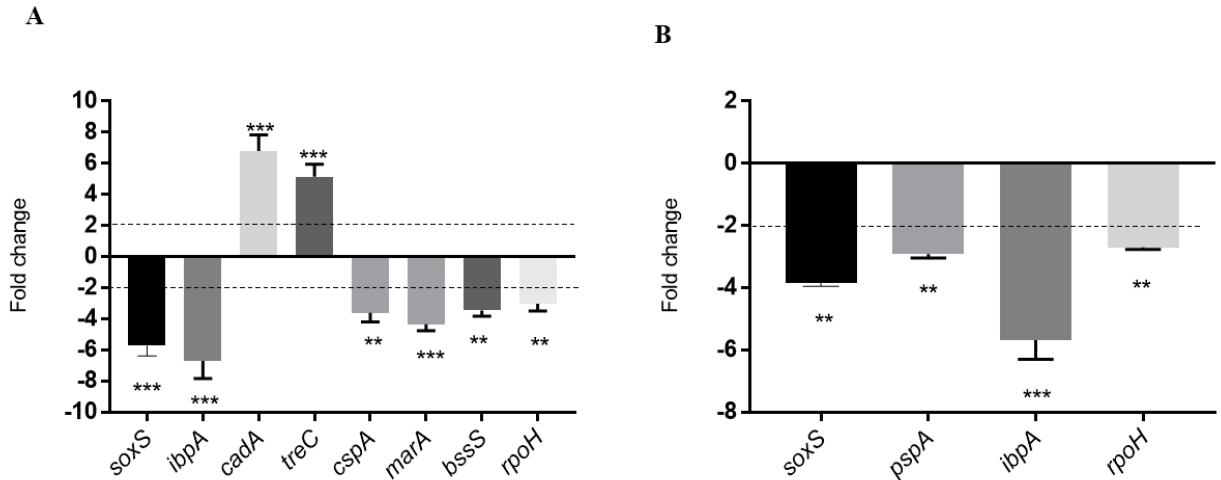 A
B
Fold change
10
8
6
4
2
0
-2
-4
-6
-8
-10
***
***
***
***
**
***
**
**
soxS
ibpA
cadA
treC
cspA
marA
bssS
rpoH
Fold change
2
0
-2
-4
-6
-8
**
**
***
**
soxS
pspA
ibpA
rpoH